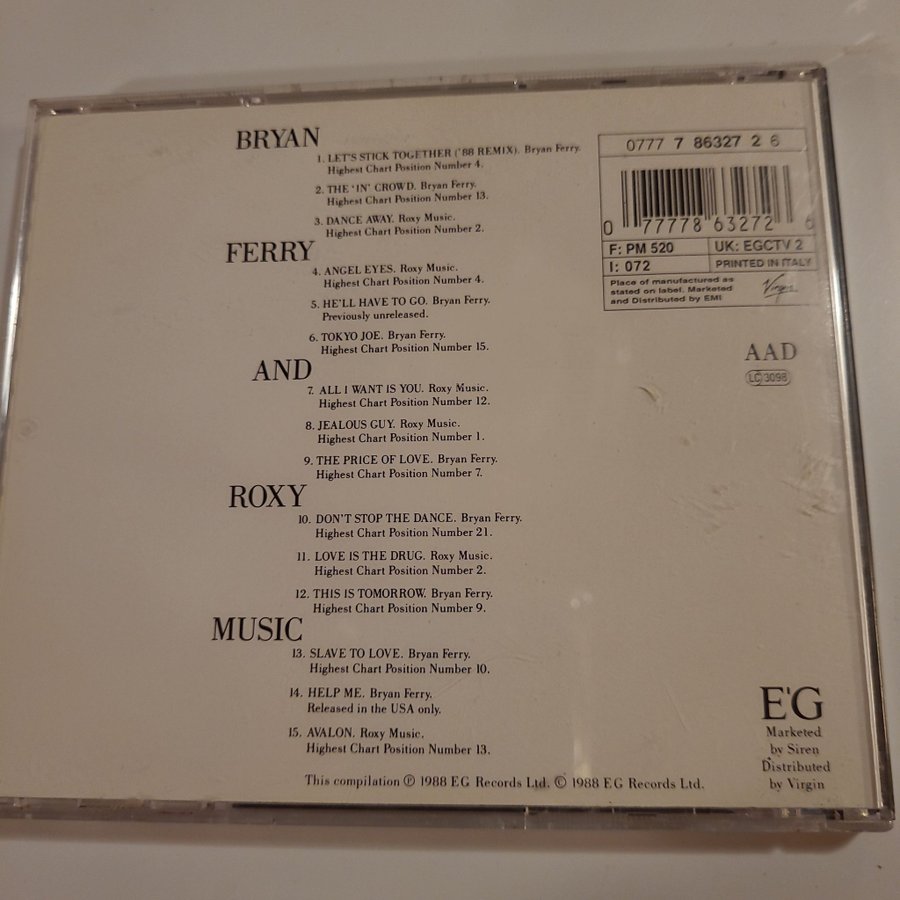 BRYAN
1. LET'S STICK TOGETHER ('88 REMIX). Bryan Ferry.
Highest Chart Position Number 4.
2. THE 'IN' CROWD. Bryan Ferry.
Highest Chart Position Number 13.
3. DANCE AWAY. Roxy Music.
Highest Chart Position Number 2.
FERRY
4. ANGEL EYES. Roxy Music.
Highest Chart Position Number 4.
5. HE'LL HAVE TO GO. Bryan Ferry.
Previously unreleased.
6. TOKYO JOE. Bryan Ferry.
Highest Chart Position Number 15.
AND
7. ALL I WANT IS YOU. Roxy Music.
Highest Chart Position Number 12.
8. JEALOUS GUY. Roxy Music.
Highest Chart Position Number 1.
9. THE PRICE OF LOVE. Bryan Ferry.
Highest Chart Position Number 7.
ROXY
10. DON'T STOP THE DANCE. Bryan Ferry.
Highest Chart Position Number 21.
11. LOVE IS THE DRUG. Roxy Music.
Highest Chart Position Number 2.
12. THIS IS TOMORROW. Bryan Ferry.
Highest Chart Position Number 9.
MUSIC
13. SLAVE TO LOVE. Bryan Ferry.
Highest Chart Position Number 10.
14. HELP ME. Bryan Ferry.
Released in the USA only.
15. AVALON. Roxy Music.
Highest Chart Position Number 13.
This compilation ℗ 1988 E.G. Records Ltd. © 1988 E.G. Records Ltd.
0777 7 86327 2 6
0 77778 63272 6
F: PM 520 UK: EGCTV 2
I: 072 PRINTED IN ITALY
Place of manufactured as
stated on label. Marketed
and Distributed by EMI
Virgin
AAD
LC 3098
E'G
Marketed
by Siren
Distributed
by Virgin